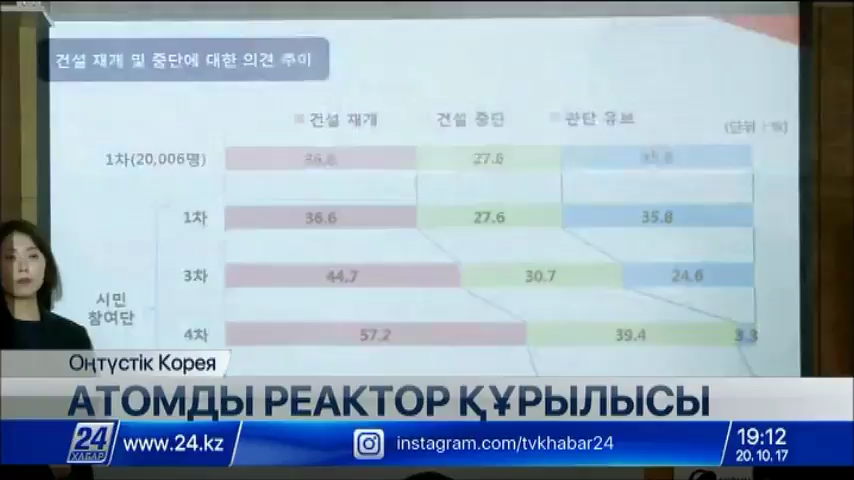 건설 재개 및 중단에 대한 의견 추이
건설 재개 건설 중단 판단 유보
(단위 : %)
1차(20,006명) 36.6 27.6 35.8
1차 36.6 27.6 35.8
3차 44.7 30.7 24.6
시민
참여단
4차 57.2 39.4 3.3
Оңтүстік Корея
АТОМДЫ РЕАКТОР ҚҰРЫЛЫСЫ
24
ХАБАР
www.24.kz
instagram.com/tvkhabar24
19:12
20.10.17